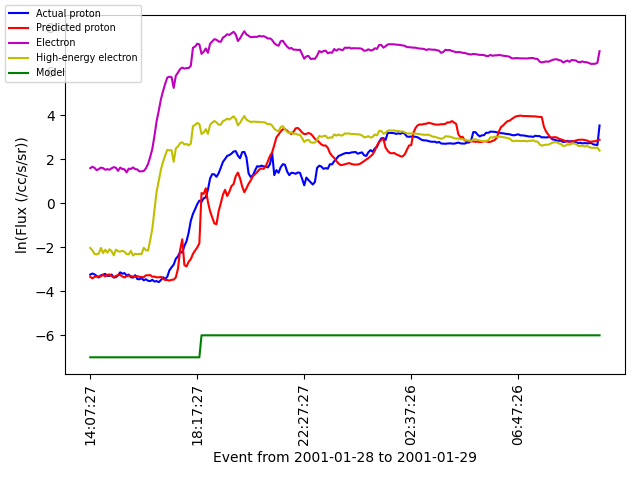 Actual proton
Predicted proton
Electron
High-energy electron
Model
4
2
0
−2
−4
−6
ln(Flux (/cc/s/sr))
14:07:27
18:17:27
22:27:27
02:37:26
06:47:26
Event from 2001-01-28 to 2001-01-29